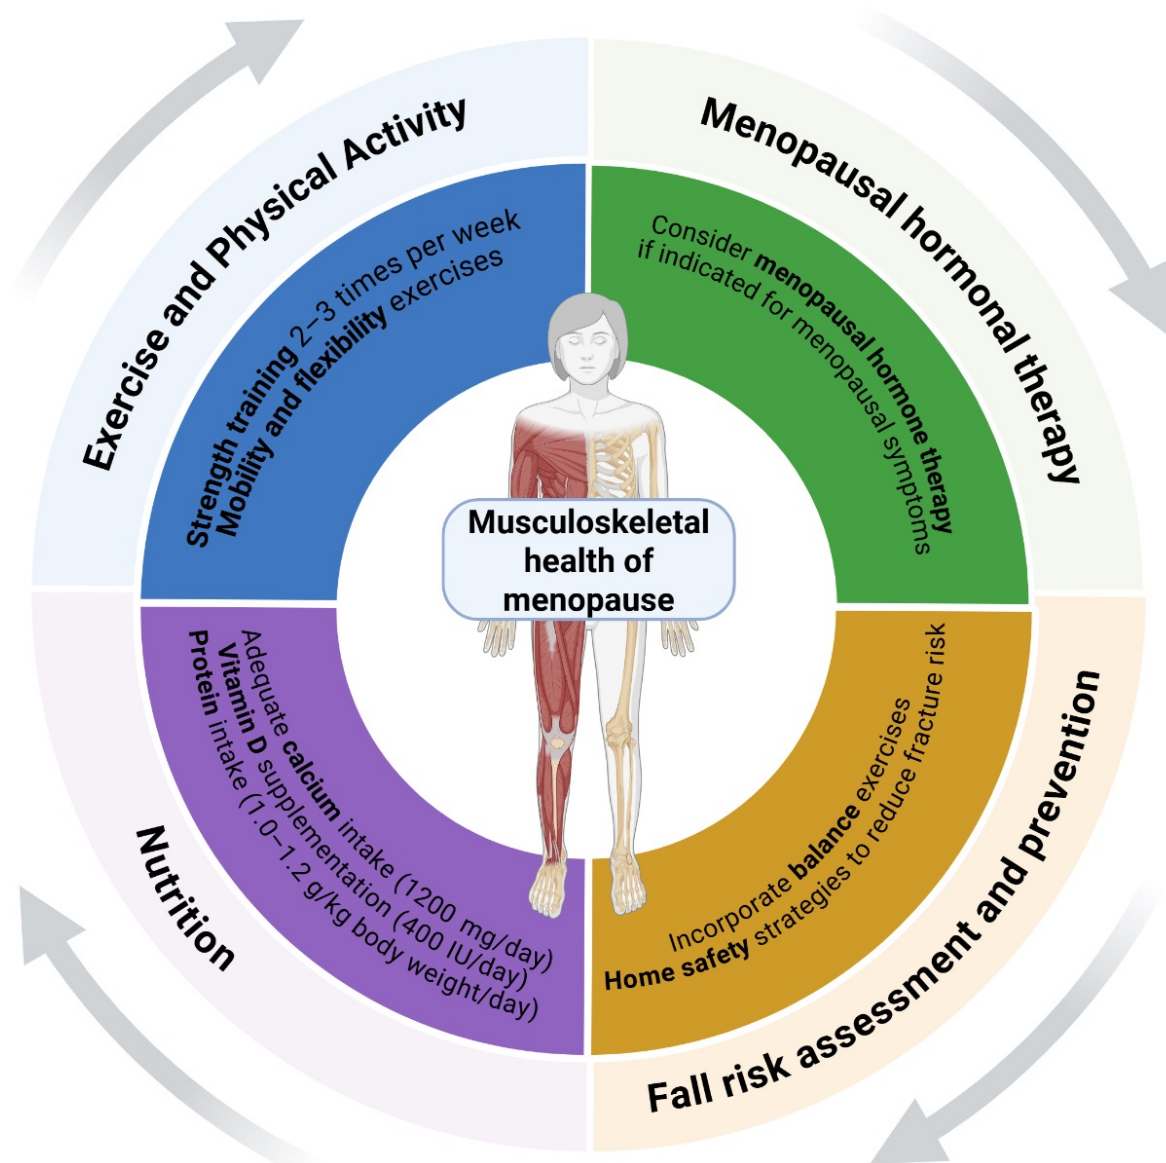 Exercise and Physical Activity
Strength training 2–3 times per week
Mobility and flexibility exercises
Menopausal hormonal therapy
Consider menopausal hormone therapy
if indicated for menopausal symptoms
Musculoskeletal
health of
menopause
Nutrition
Adequate calcium intake (1200 mg/day)
Vitamin D supplementation (400 IU/day)
Protein intake (1.0–1.2 g/kg body weight/day)
Fall risk assessment and prevention
Incorporate balance exercises
Home safety strategies to reduce fracture risk